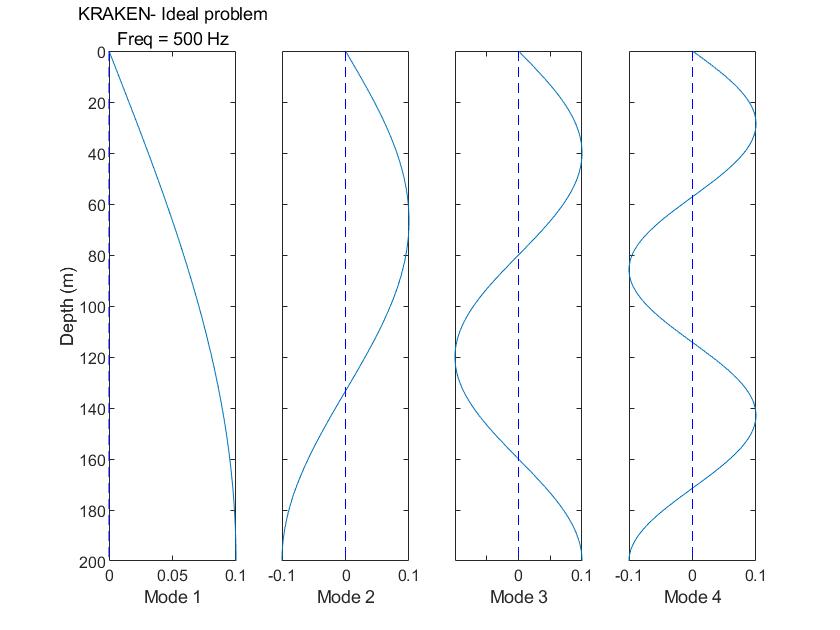 KRAKEN- Ideal problem
Freq = 500 Hz
Depth (m)
0
20
40
60
80
100
120
140
160
180
200
0 0.05 0.1
-0.1 0 0.1
0 0.1
-0.1 0 0.1
Mode 1
Mode 2
Mode 3
Mode 4